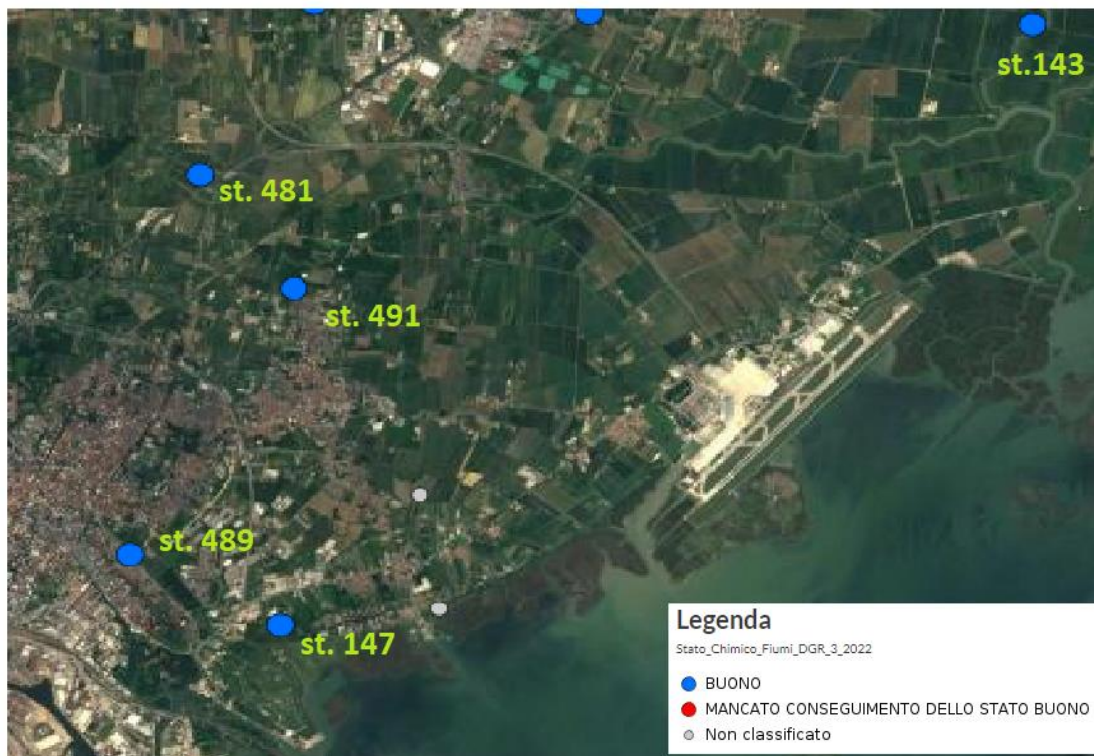 st.143
st. 481
st. 491
st. 489
st. 147
Legenda
Stato_Chimico_Fiumi_DGR_3_2022
BUONO
MANCATO CONSEGUIMENTO DELLO STATO BUONO
Non classificato